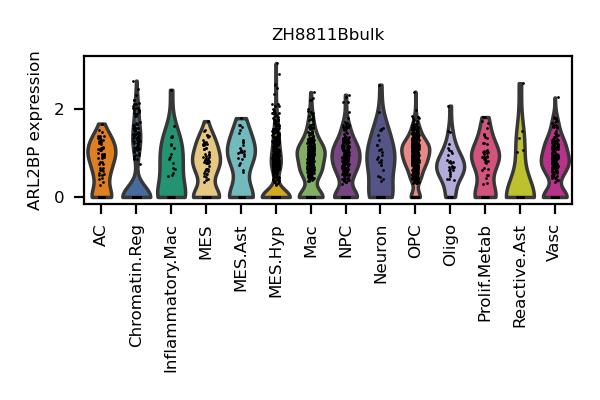 ZH8811Bbulk
ARL2BP expression
2
0
AC
Chromatin.Reg
Inflammatory.Mac
MES
MES.Ast
MES.Hyp
Mac
NPC
Neuron
OPC
Oligo
Prolif.Metab
Reactive.Ast
Vasc